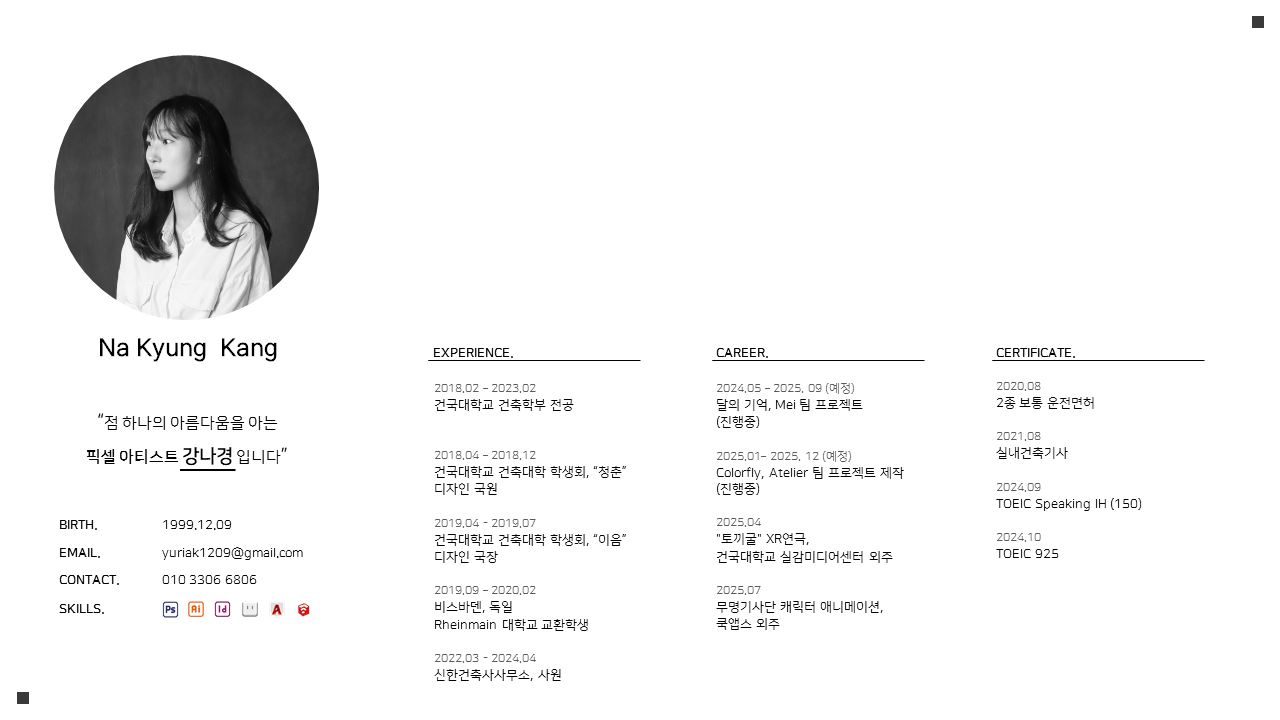 Na Kyung Kang
"점 하나의 아름다움을 아는
픽셀 아티스트 강나경입니다"
BIRTH. 1999.12.09
EMAIL. yuriak1209@gmail.com
CONTACT. 010 3306 6806
SKILLS. Ps Ai Id A
EXPERIENCE.
2018.02 – 2023.02
건국대학교 건축학부 전공
2018.04 – 2018.12
건국대학교 건축대학 학생회, “청춘”
디자인 국원
2019.04 - 2019.07
건국대학교 건축대학 학생회, “이음”
디자인 국장
2019.09 – 2020.02
비스바덴, 독일
Rheinmain 대학교 교환학생
2022.03 - 2024.04
신한건축사사무소, 사원
CAREER.
2024.05 – 2025. 09 (예정)
달의 기억, Mei 팀 프로젝트
(진행중)
2025.01– 2025. 12 (예정)
Colorfly, Atelier 팀 프로젝트 제작
(진행중)
2025.04
"토끼굴" XR연극,
건국대학교 실감미디어센터 외주
2025.07
무명기사단 캐릭터 애니메이션,
쿡앱스 외주
CERTIFICATE.
2020.08
2종 보통 운전면허
2021.08
실내건축기사
2024.09
TOEIC Speaking IH (150)
2024.10
TOEIC 925